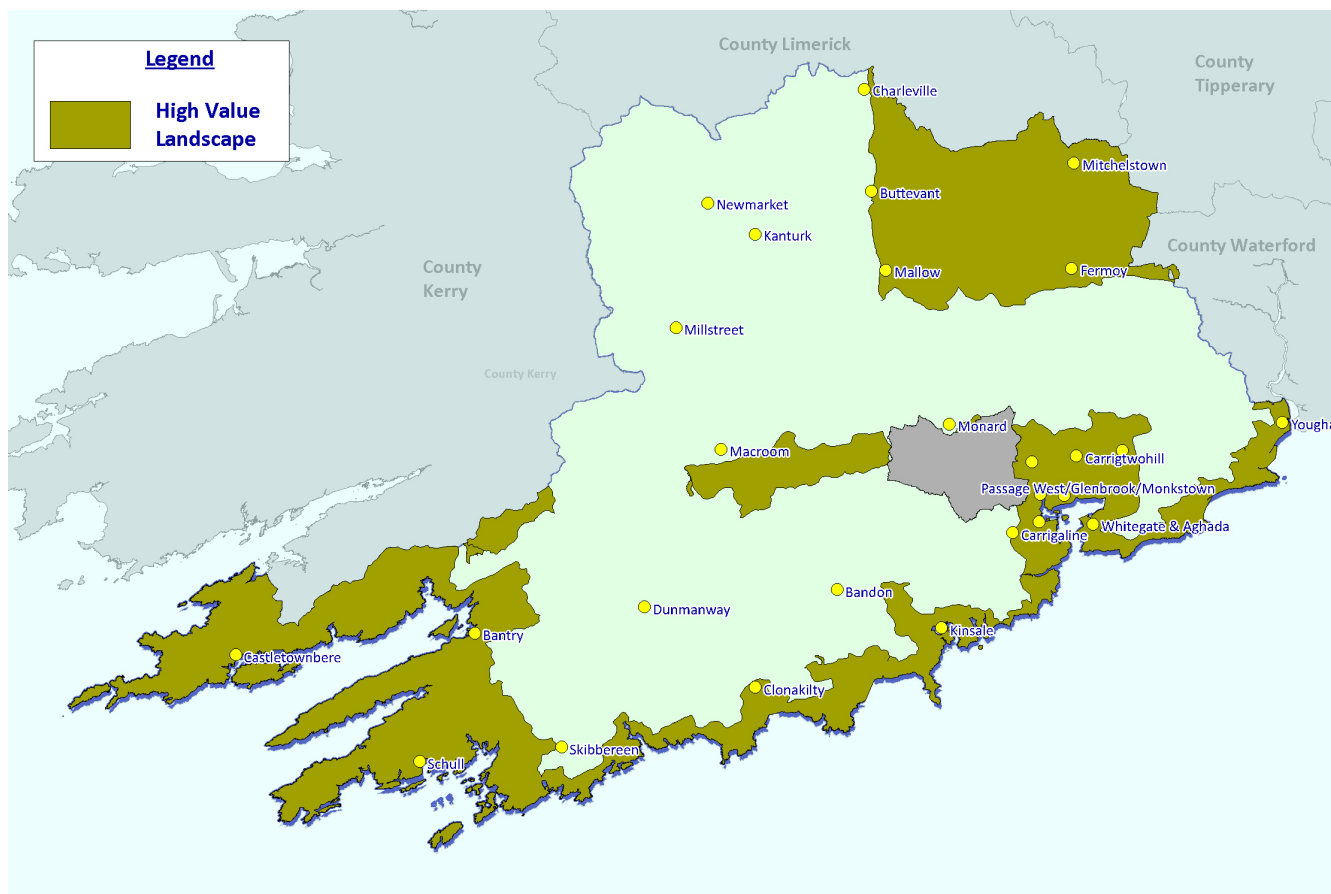 Legend
High Value
Landscape
County Limerick
County
Tipperary
Charleville
Mitchelstown
Buttevant
Newmarket
Kanturk
County Waterford
County
Kerry
Mallow
Fermoy
Millstreet
County Kerry
Monard
Yougha
Macroom
Carrigtwohill
Passage West/Glenbrook/Monkstown
Whitegate & Aghada
Carrigaline
Bandon
Dunmanway
Kinsale
Bantry
Castletownbere
Clonakilty
Skibbereen
Schull